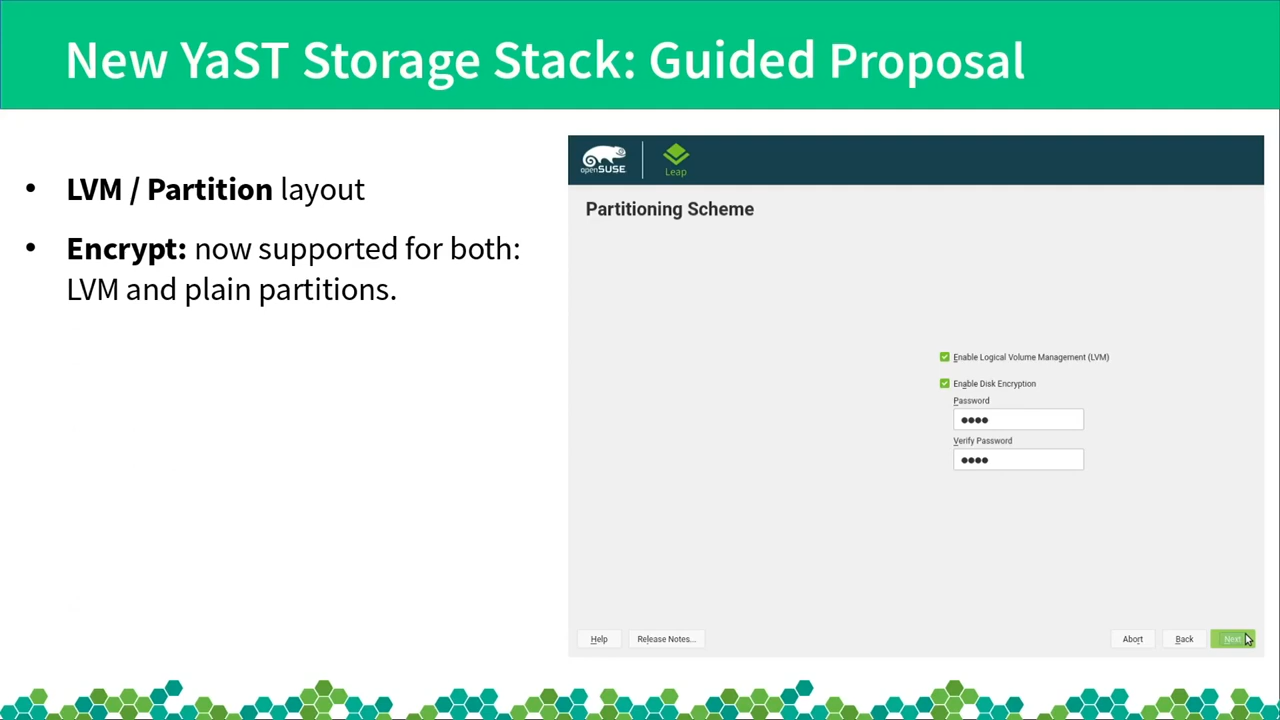 New YaST Storage Stack: Guided Proposal
• LVM / Partition layout
• Encrypt: now supported for both:
LVM and plain partitions.
openSUSE
Leap
Partitioning Scheme
Enable Logical Volume Management (LVM)
Enable Disk Encryption
Password
●●●●
Verify Password
●●●●
Help
Release Notes...
Abort
Back
Next